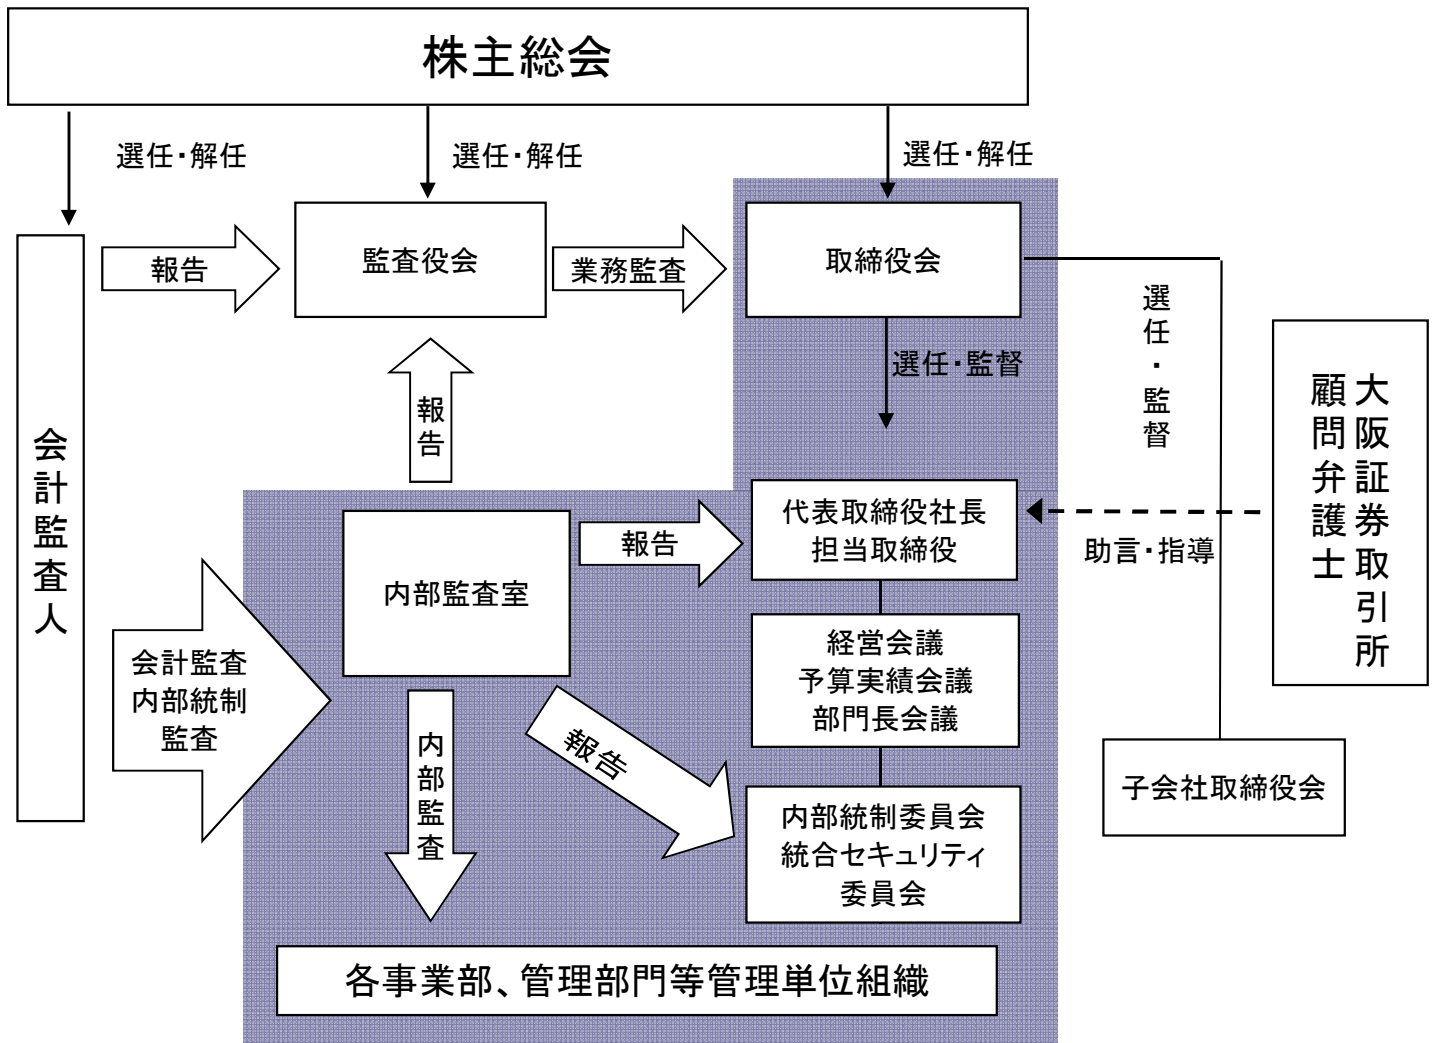 株主総会
選任・解任
選任・解任
選任・解任
報告
監査役会
業務監査
取締役会
選任・監督
選任・監督
報告
会計監査人
大阪証券取引所
顧問弁護士
内部監査室
報告
代表取締役社長
担当取締役
助言・指導
会計監査
内部統制
監査
経営会議
予算実績会議
部門長会議
内部監査
報告
子会社取締役会
内部統制委員会
統合セキュリティ
委員会
各事業部、管理部門等管理単位組織